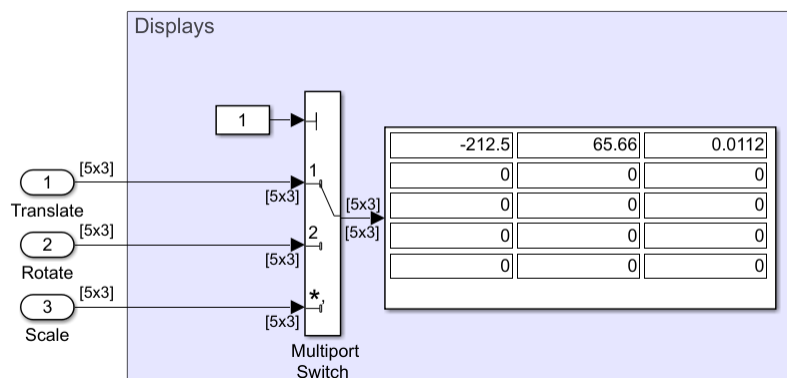 Displays
1
-212.5 65.66 0.0112
[5x3] 1
1 [5x3] 0 0 0
Translate [5x3] 0 0 0
[5x3] 2 [5x3]
2 [5x3] 0 0 0
Rotate
[5x3] * 0 0 0
3 [5x3]
Scale
Multiport
Switch